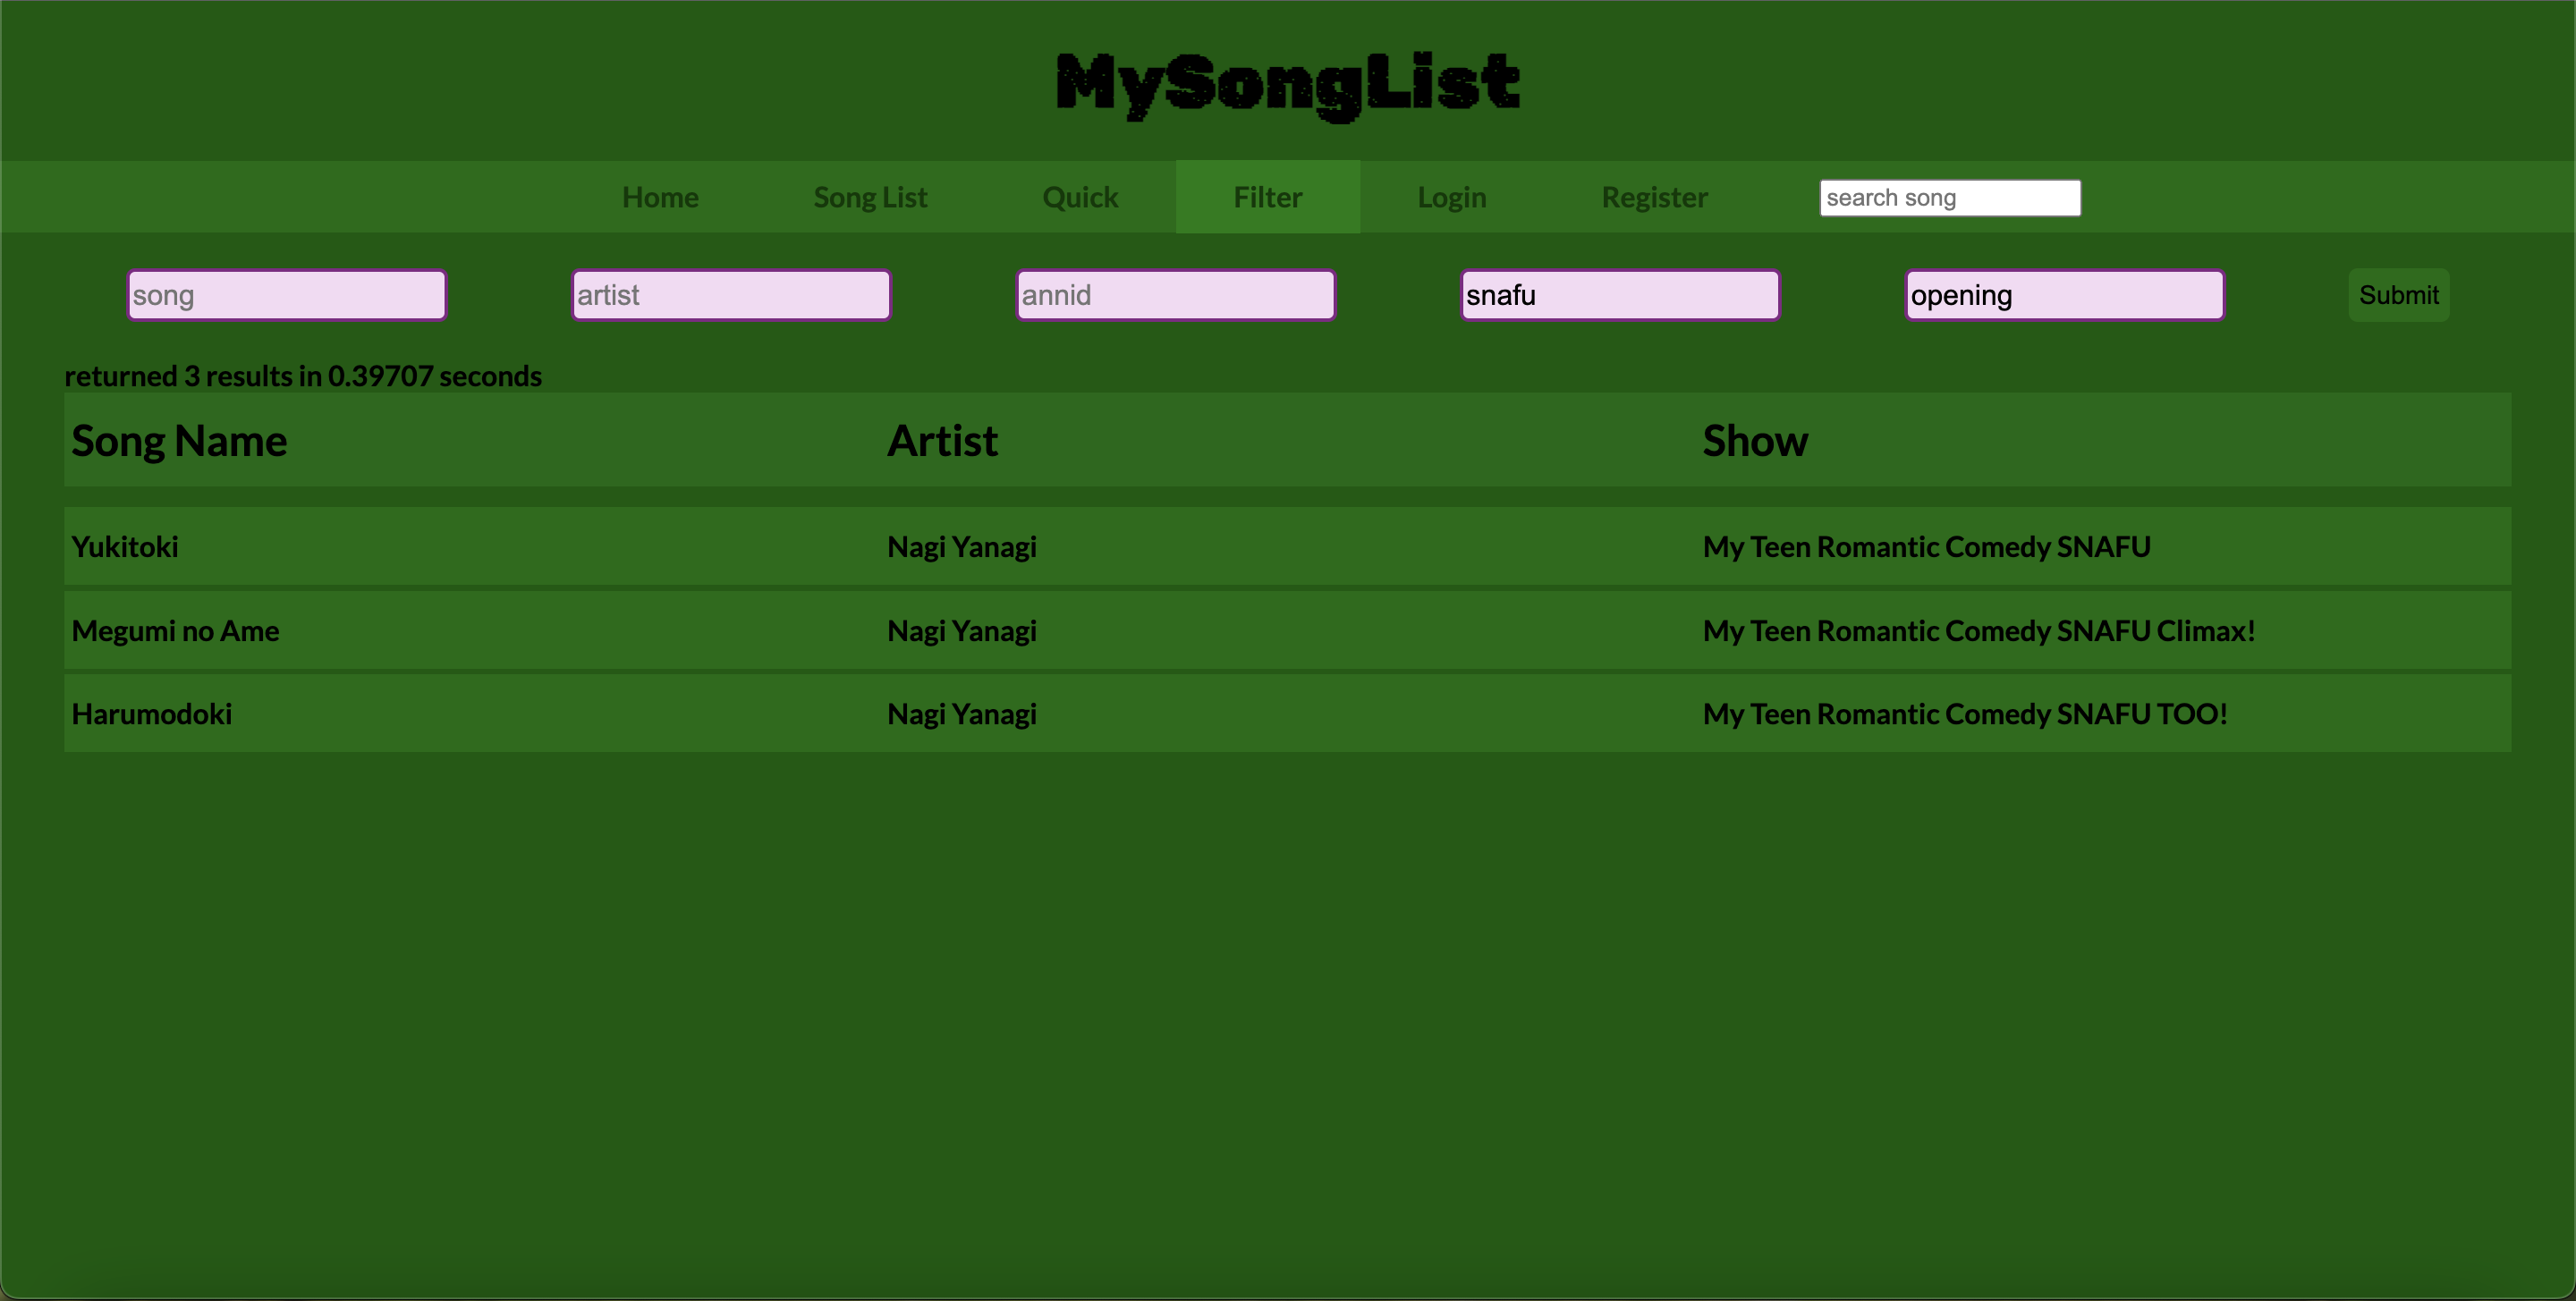 MySongList
Home Song List Quick Filter Login Register search song
song artist annid snafu opening Submit
returned 3 results in 0.39707 seconds
Song Name Artist Show
Yukitoki Nagi Yanagi My Teen Romantic Comedy SNAFU
Megumi no Ame Nagi Yanagi My Teen Romantic Comedy SNAFU Climax!
Harumodoki Nagi Yanagi My Teen Romantic Comedy SNAFU TOO!